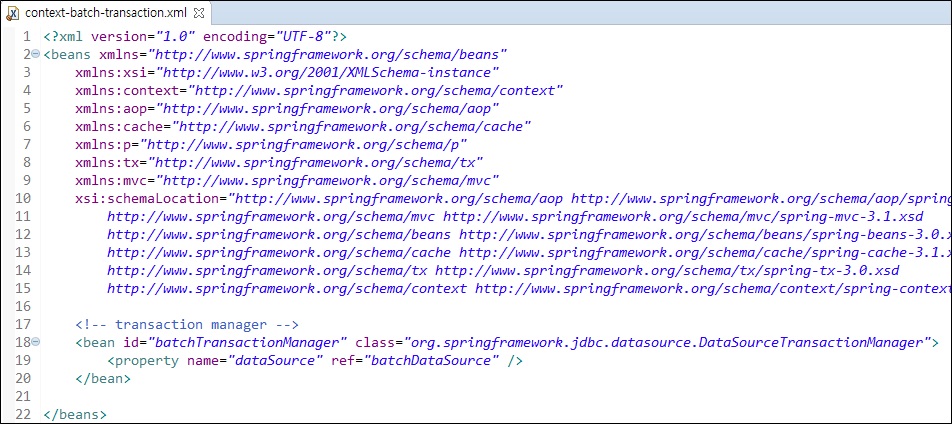 context-batch-transaction.xml
1 <?xml version="1.0" encoding="UTF-8"?>
2 <beans xmlns="http://www.springframework.org/schema/beans"
3 xmlns:xsi="http://www.w3.org/2001/XMLSchema-instance"
4 xmlns:context="http://www.springframework.org/schema/context"
5 xmlns:aop="http://www.springframework.org/schema/aop"
6 xmlns:cache="http://www.springframework.org/schema/cache"
7 xmlns:p="http://www.springframework.org/schema/p"
8 xmlns:tx="http://www.springframework.org/schema/tx"
9 xmlns:mvc="http://www.springframework.org/schema/mvc"
10 xsi:schemaLocation="http://www.springframework.org/schema/aop http://www.springframework.org/schema/aop/spring
11 http://www.springframework.org/schema/mvc http://www.springframework.org/schema/mvc/spring-mvc-3.1.xsd
12 http://www.springframework.org/schema/beans http://www.springframework.org/schema/beans/spring-beans-3.0.x
13 http://www.springframework.org/schema/cache http://www.springframework.org/schema/cache/spring-cache-3.1.x
14 http://www.springframework.org/schema/tx http://www.springframework.org/schema/tx/spring-tx-3.0.xsd
15 http://www.springframework.org/schema/context http://www.springframework.org/schema/context/spring-context
16
17 <!-- transaction manager -->
18 <bean id="batchTransactionManager" class="org.springframework.jdbc.datasource.DataSourceTransactionManager">
19 <property name="dataSource" ref="batchDataSource" />
20 </bean>
21
22 </beans>